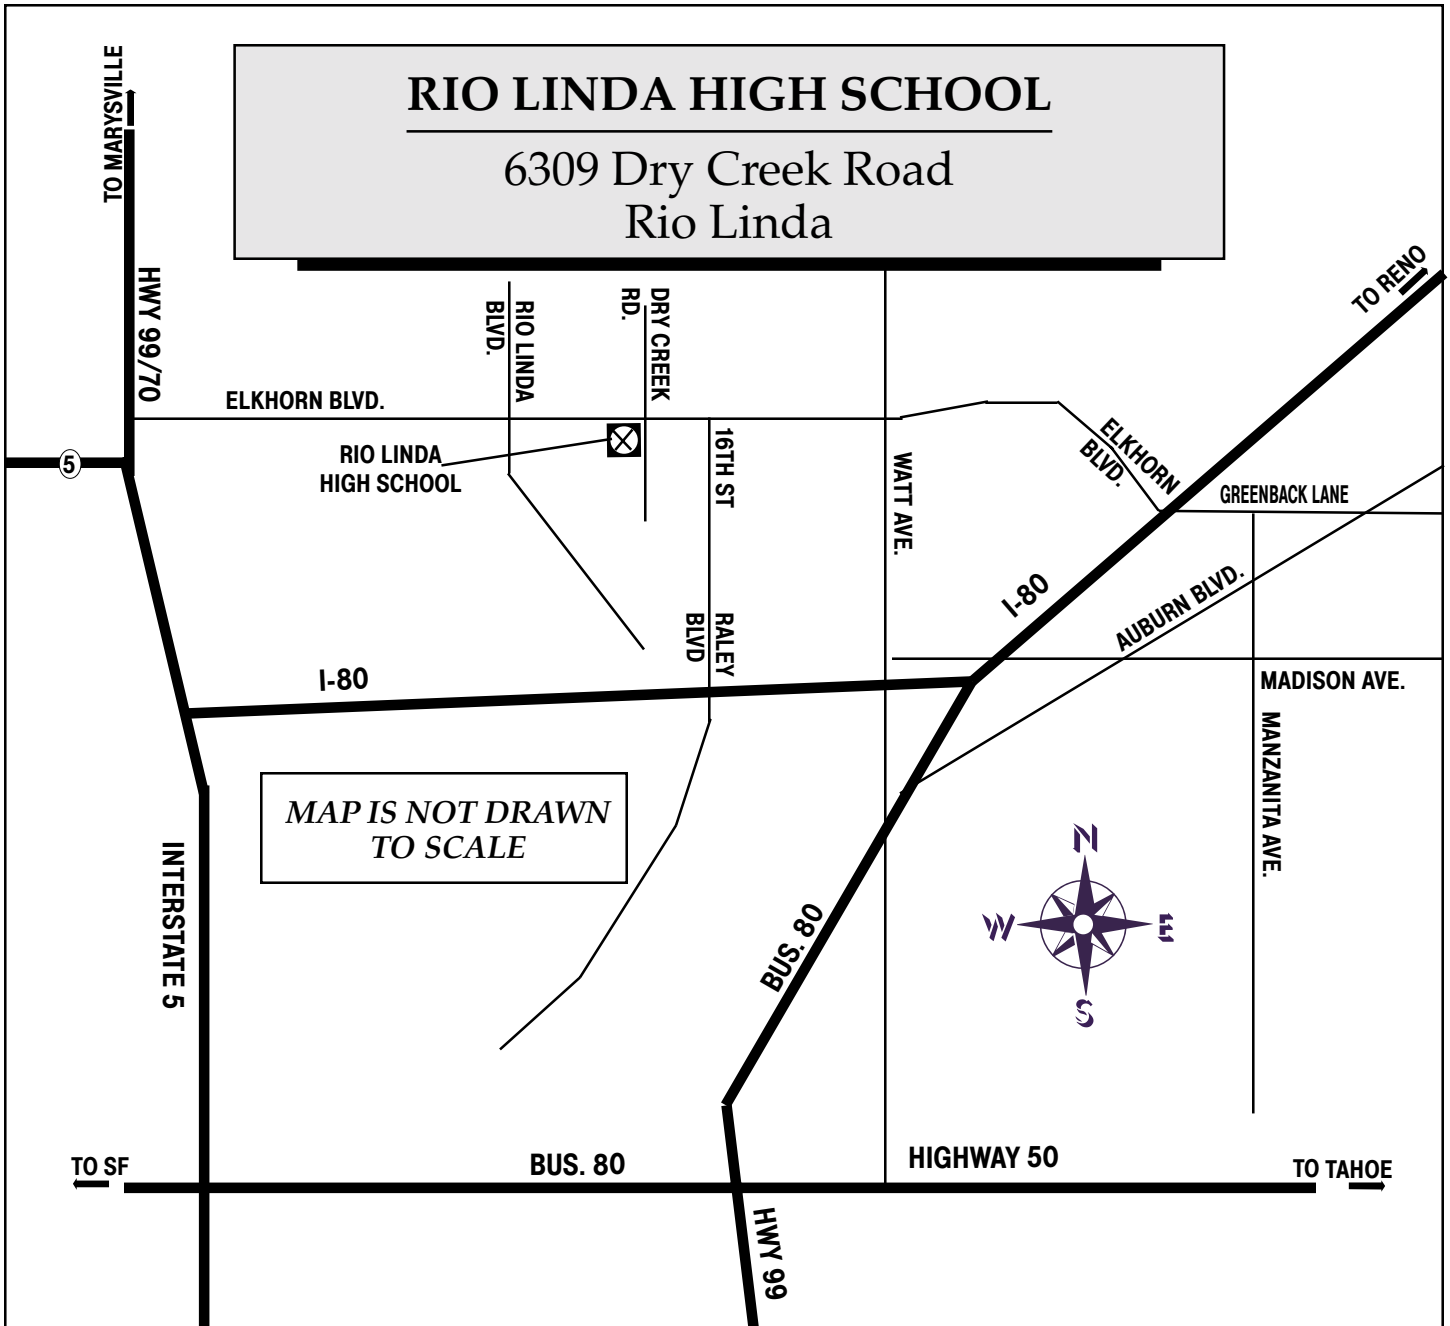 RIO LINDA HIGH SCHOOL
6309 Dry Creek Road
Rio Linda
TO MARYSVILLE
HWY 99/70
TO RENO
RIO LINDA
BLVD.
DRY CREEK
RD.
ELKHORN BLVD.
RIO LINDA
HIGH SCHOOL
5
16TH ST
WATT AVE.
ELKHORN
BLVD.
GREENBACK LANE
I-80
AUBURN BLVD.
RALEY
BLVD
I-80
MADISON AVE.
MANZANITA AVE.
MAP IS NOT DRAWN
TO SCALE
INTERSTATE 5
BUS. 80
N
W
E
S
TO SF
BUS. 80
HIGHWAY 50
TO TAHOE
HWY 99